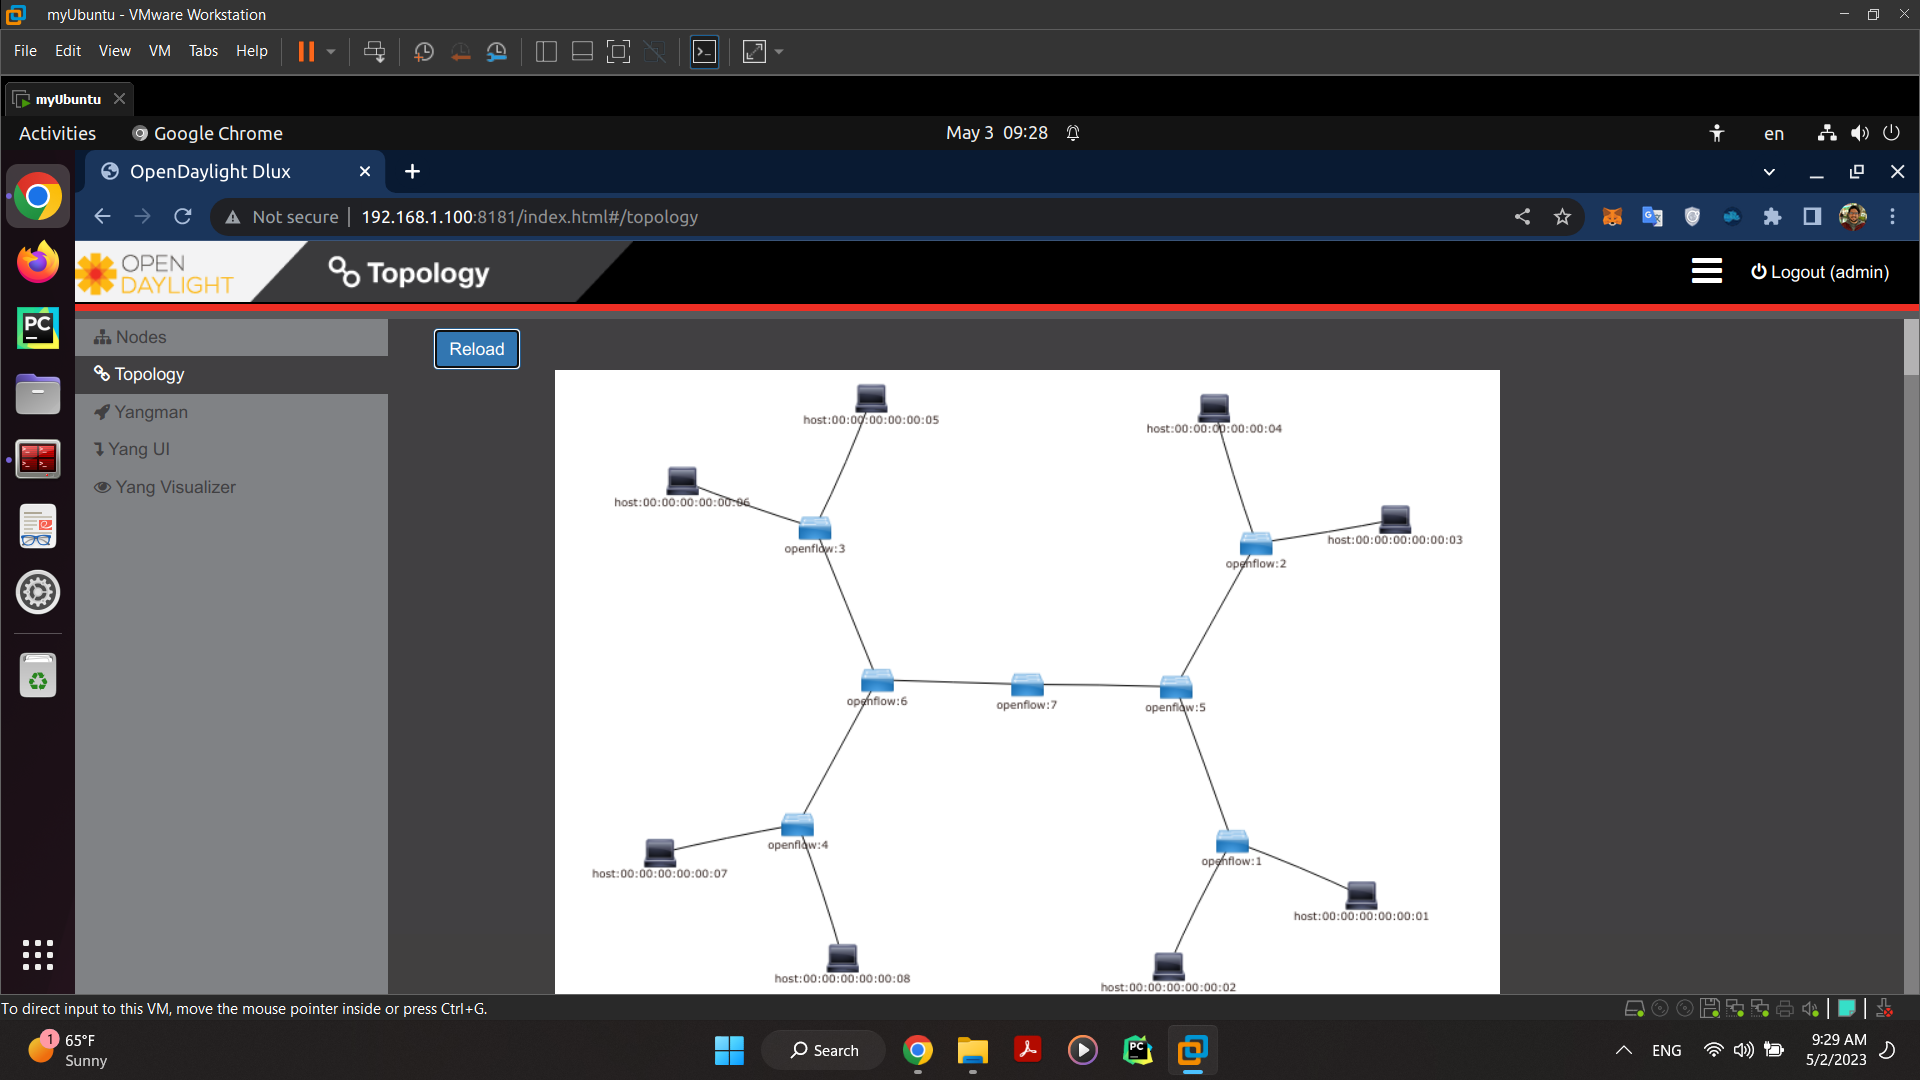 myUbuntu - VMware Workstation
File Edit View VM Tabs Help
myUbuntu
Activities Google Chrome May 3 09:28 en
OpenDaylight Dlux
Not secure 192.168.1.100:8181/index.html#/topology
OPEN
DAYLIGHT
Topology
Logout (admin)
Nodes
Topology
Yangman
Yang UI
Yang Visualizer
Reload
host:00:00:00:00:00:05
host:00:00:00:00:00:04
host:00:00:00:00:00:06
host:00:00:00:00:00:03
openflow:3
openflow:2
openflow:6
openflow:7
openflow:5
openflow:4
openflow:1
host:00:00:00:00:00:07
host:00:00:00:00:00:01
host:00:00:00:00:00:08
host:00:00:00:00:00:02
PC
To direct input to this VM, move the mouse pointer inside or press Ctrl+G.
1
65°F
Sunny
Search
PC
ENG
9:29 AM
5/2/2023